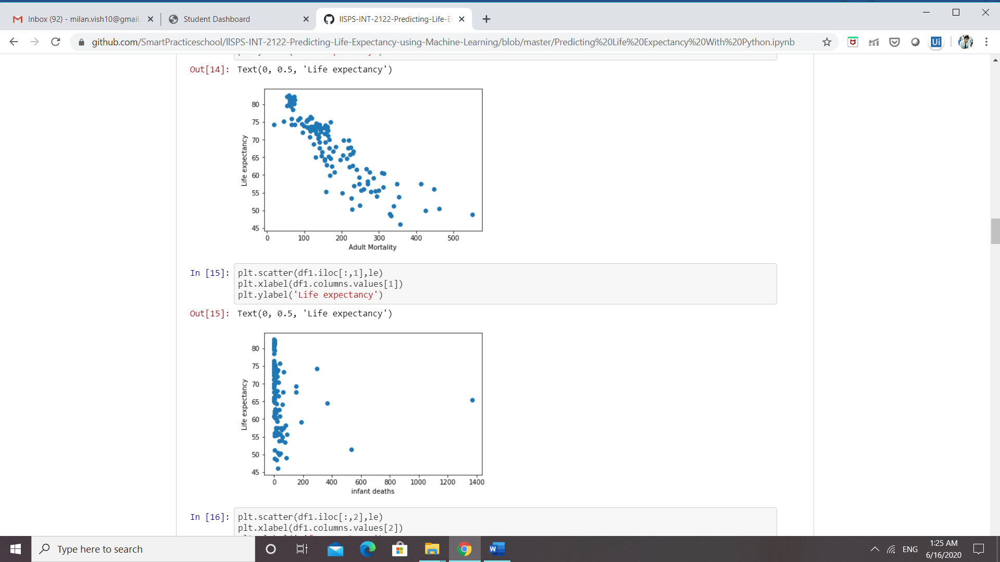 Inbox (92) - milan.vish10@gmail.
Student Dashboard
llSPS-INT-2122-Predicting-Life-E
github.com/SmartPracticeschool/llSPS-INT-2122-Predicting-Life-Expectancy-using-Machine-Learning/blob/master/Predicting%20Life%20Expectancy%20With%20Python.ipynb
Ui
Out[14]: Text(0, 0.5, 'Life expectancy')
80
75
70
65
60
55
50
45
Life expectancy
0 100 200 300 400 500
Adult Mortality
In [15]: plt.scatter(df1.iloc[:,1],le)
plt.xlabel(df1.columns.values[1])
plt.ylabel('Life expectancy')
Out[15]: Text(0, 0.5, 'Life expectancy')
80
75
70
65
60
55
50
45
Life expectancy
0 200 400 600 800 1000 1200 1400
infant deaths
In [16]: plt.scatter(df1.iloc[:,2],le)
plt.xlabel(df1.columns.values[2])
Type here to search
W
ENG
1:25 AM
6/16/2020